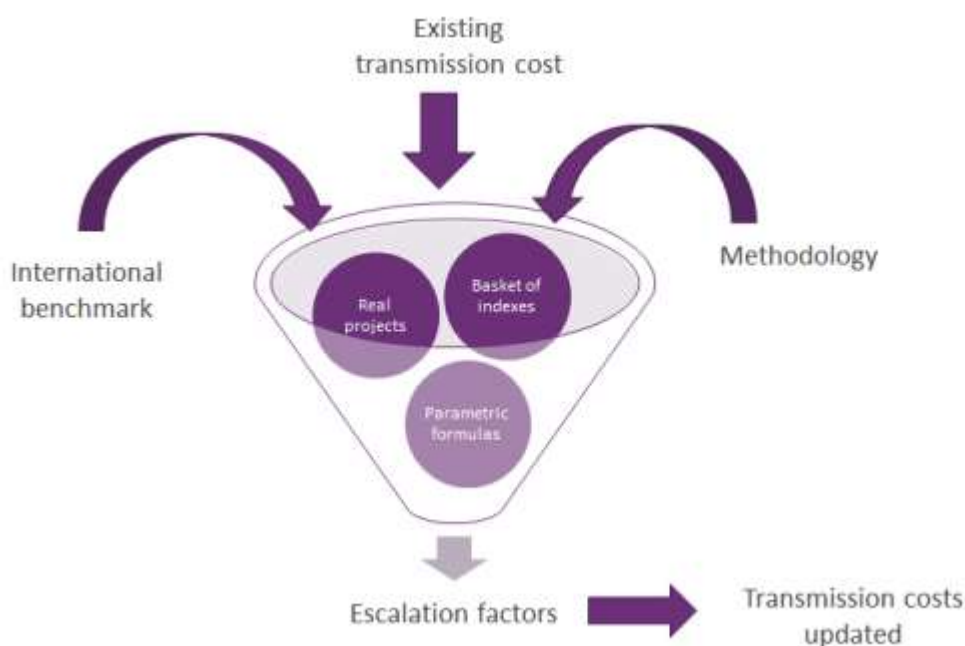 Existing
transmission cost
International
benchmark
Methodology
Real
projects
Basket of
indexes
Parametric
formulas
Escalation factors
Transmission costs
updated